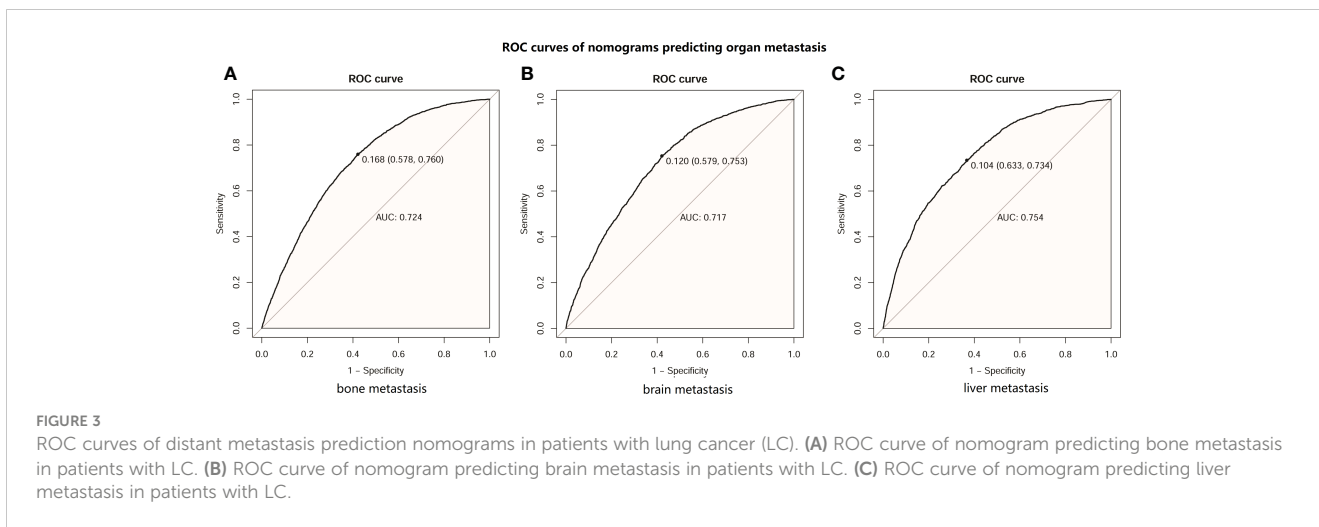 ROC curves of nomograms predicting organ metastasis
A
ROC curve
1.0
0.8
0.6
0.4
0.2
0.0
Sensitivity
0.168 (0.578, 0.760)
AUC: 0.724
0.0 0.2 0.4 0.6 0.8 1.0
1 – Specificity
bone metastasis
B
ROC curve
1.0
0.8
0.6
0.4
0.2
0.0
Sensitivity
0.120 (0.579, 0.753)
AUC: 0.717
0.0 0.2 0.4 0.6 0.8 1.0
1 – Specificity
brain metastasis
C
ROC curve
1.0
0.8
0.6
0.4
0.2
0.0
Sensitivity
0.104 (0.633, 0.734)
AUC: 0.754
0.0 0.2 0.4 0.6 0.8 1.0
1 – Specificity
liver metastasis
FIGURE 3
ROC curves of distant metastasis prediction nomograms in patients with lung cancer (LC). (A) ROC curve of nomogram predicting bone metastasis
in patients with LC. (B) ROC curve of nomogram predicting brain metastasis in patients with LC. (C) ROC curve of nomogram predicting liver
metastasis in patients with LC.